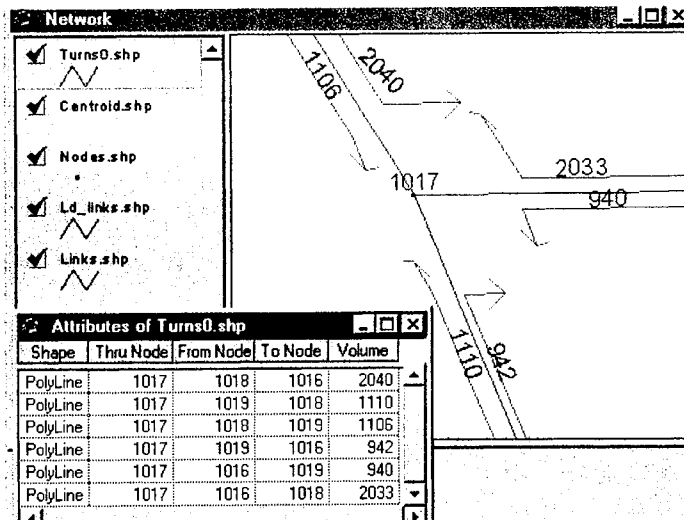 Network
Turns0.shp
Centroid.shp
Nodes.shp
Ld_links.shp
Links.shp
1106
2040
1017
2033
940
1110
942
Attributes of Turns0.shp
Shape Thru Node From Node To Node Volume
PolyLine 1017 1018 1016 2040
PolyLine 1017 1019 1018 1110
PolyLine 1017 1018 1019 1106
PolyLine 1017 1019 1016 942
PolyLine 1017 1016 1019 940
PolyLine 1017 1016 1018 2033